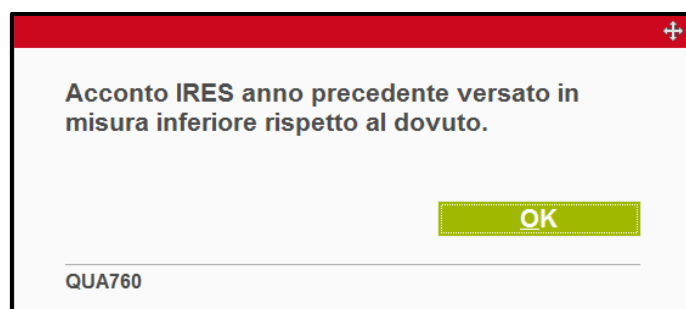 Acconto IRES anno precedente versato in
misura inferiore rispetto al dovuto.
OK
QUA760